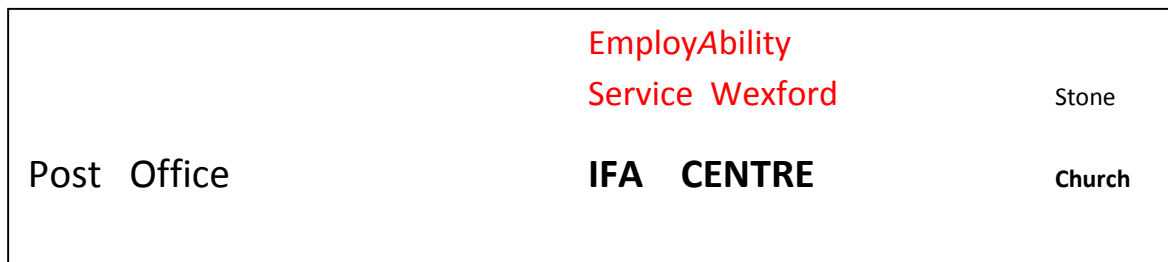 EmployAbility
Service Wexford Stone
Post Office IFA CENTRE Church